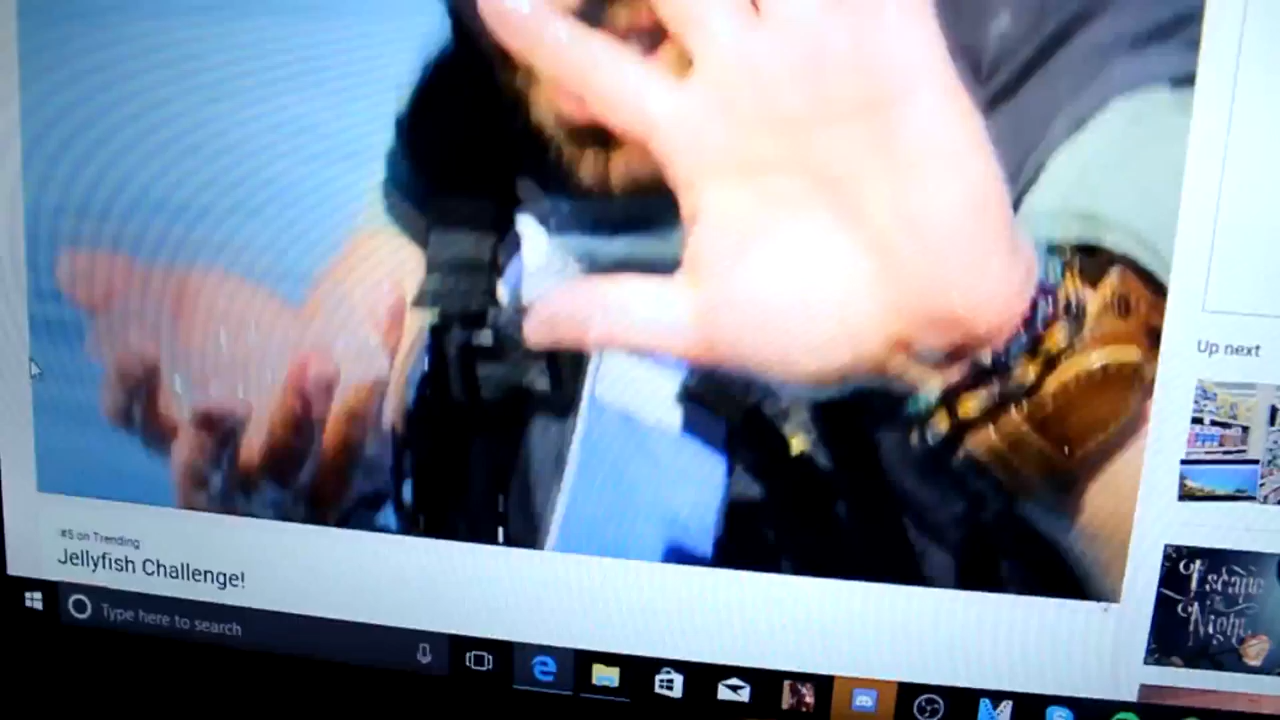 Up next
#5 on Trending
Jellyfish Challenge!
Escape
Night
Type here to search